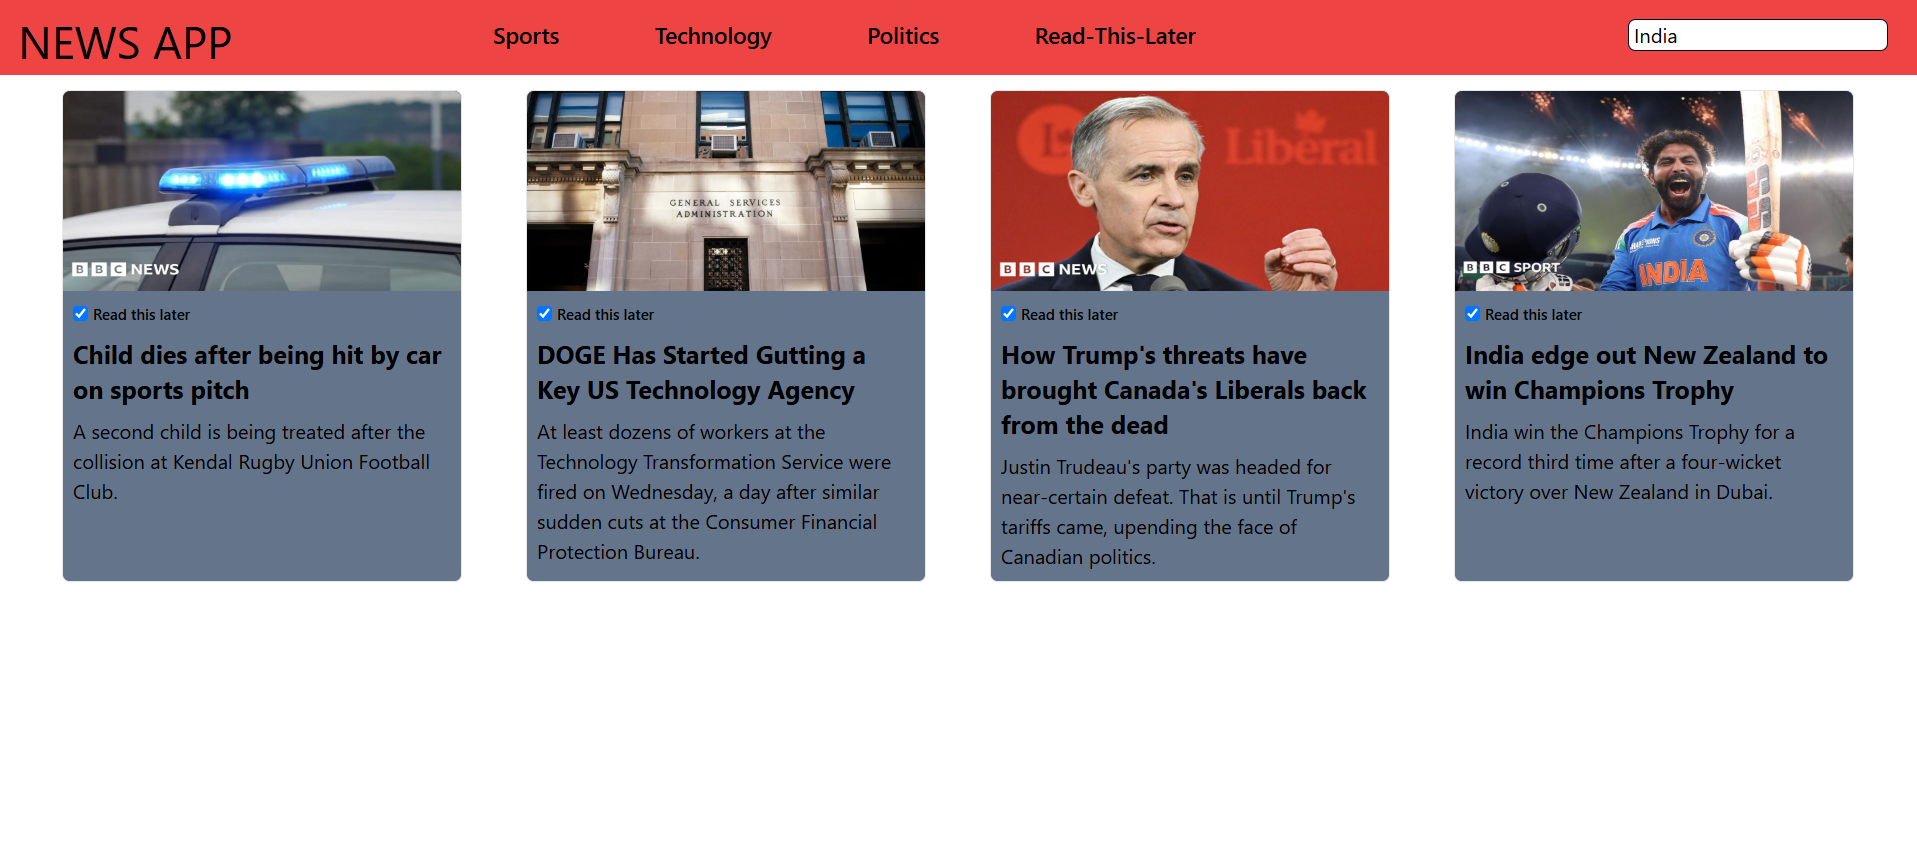 NEWS APP
Sports
Technology
Politics
Read-This-Later
India
BBC NEWS
Read this later
Child dies after being hit by car
on sports pitch
A second child is being treated after the
collision at Kendal Rugby Union Football
Club.
GENERAL SERVICES
ADMINISTRATION
Read this later
DOGE Has Started Gutting a
Key US Technology Agency
At least dozens of workers at the
Technology Transformation Service were
fired on Wednesday, a day after similar
sudden cuts at the Consumer Financial
Protection Bureau.
L
Liberal
BBC NEWS
Read this later
How Trump's threats have
brought Canada's Liberals back
from the dead
Justin Trudeau's party was headed for
near-certain defeat. That is until Trump's
tariffs came, upending the face of
Canadian politics.
BBC SPORT
INDIA
Read this later
India edge out New Zealand to
win Champions Trophy
India win the Champions Trophy for a
record third time after a four-wicket
victory over New Zealand in Dubai.